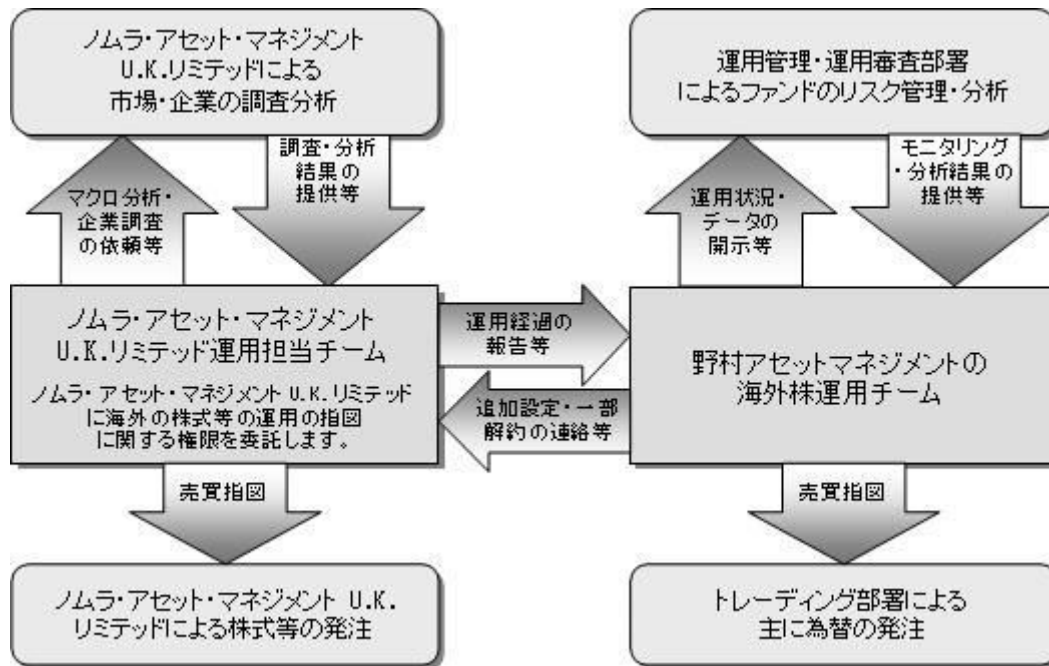 ノムラ・アセット・マネジメント
U.K.リミテッドによる
市場・企業の調査分析
運用管理・運用審査部署
によるファンドのリスク管理・分析
マクロ分析・
企業調査
の依頼等
調査・分析
結果の
提供等
運用状況・
データの
開示等
モニタリング
・分析結果の
提供等
ノムラ・アセット・マネジメント
U.K.リミテッド運用担当チーム
ノムラ・アセット・マネジメント U.K.リミテッド
に海外の株式等の運用の指図
に関する権限を委託します。
運用経過の
報告等
追加設定・一部
解約の連絡等
野村アセットマネジメントの
海外株運用チーム
売買指図
売買指図
ノムラ・アセット・マネジメント U.K.
リミテッドによる株式等の発注
トレーディング部署による
主に為替の発注